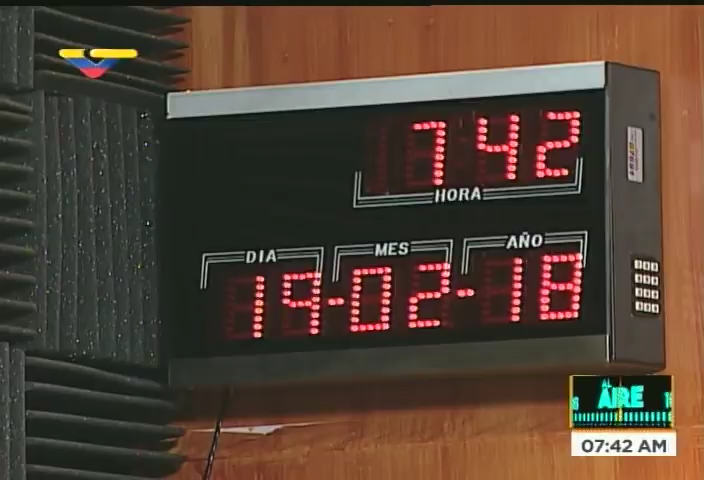 7 42
HORA
DIA MES AÑO
19-02-18
AL
AIRE
07:42 AM